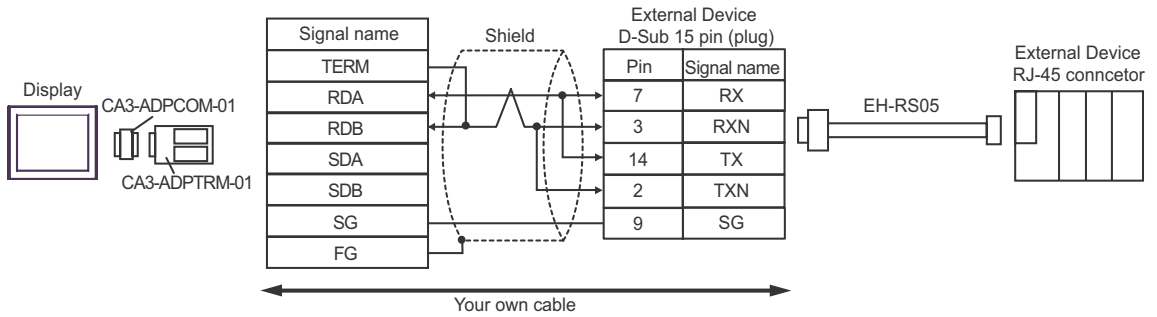 Display
CA3-ADPCOM-01
CA3-ADPTRM-01
Signal name
TERM
RDA
RDB
SDA
SDB
SG
FG
Shield
External Device
D-Sub 15 pin (plug)
Pin Signal name
7 RX
3 RXN
14 TX
2 TXN
9 SG
EH-RS05
External Device
RJ-45 conncetor
Your own cable